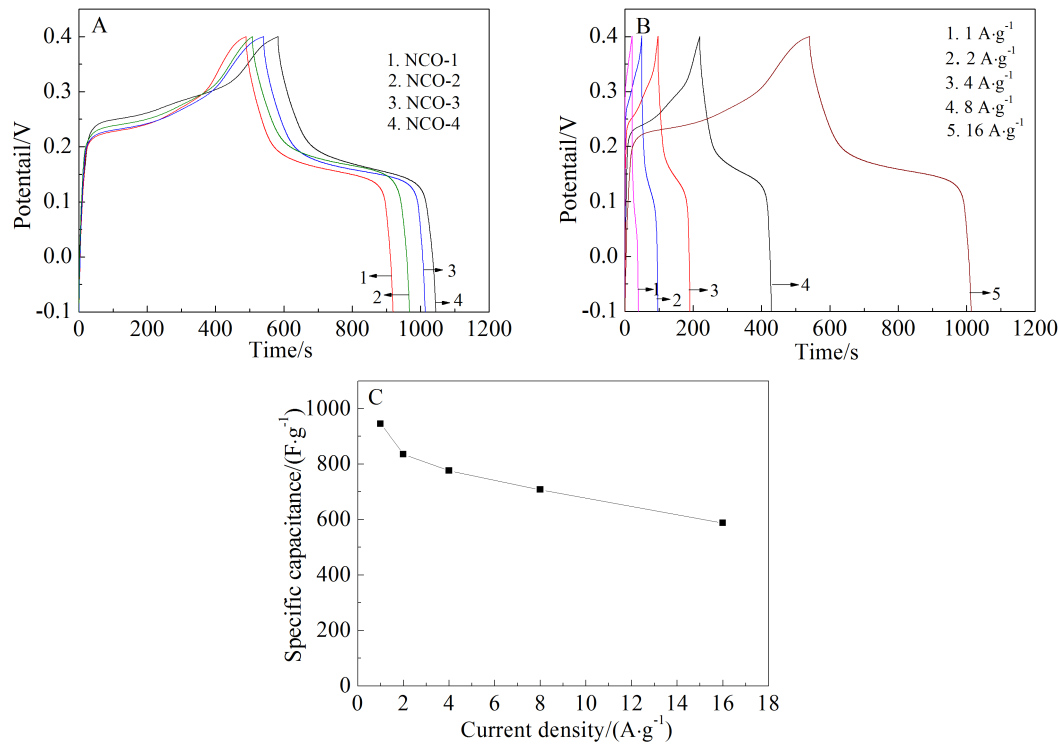 A
1. NCO-1
2. NCO-2
3. NCO-3
4. NCO-4
0.4
0.3
0.2
0.1
0.0
-0.1
Potentail/V
1
2
3
4
0 200 400 600 800 1000 1200
Time/s
B
1. 1 A·g⁻¹
2. 2 A·g⁻¹
3. 4 A·g⁻¹
4. 8 A·g⁻¹
5. 16 A·g⁻¹
0.4
0.3
0.2
0.1
0.0
-0.1
Potentail/V
1
2
3
4
5
0 200 400 600 800 1000 1200
Time/s
C
1000
800
600
400
200
0
Specific capacitance/(F·g⁻¹)
2 4 6 8 10 12 14 16 18
Current density/(A·g⁻¹)